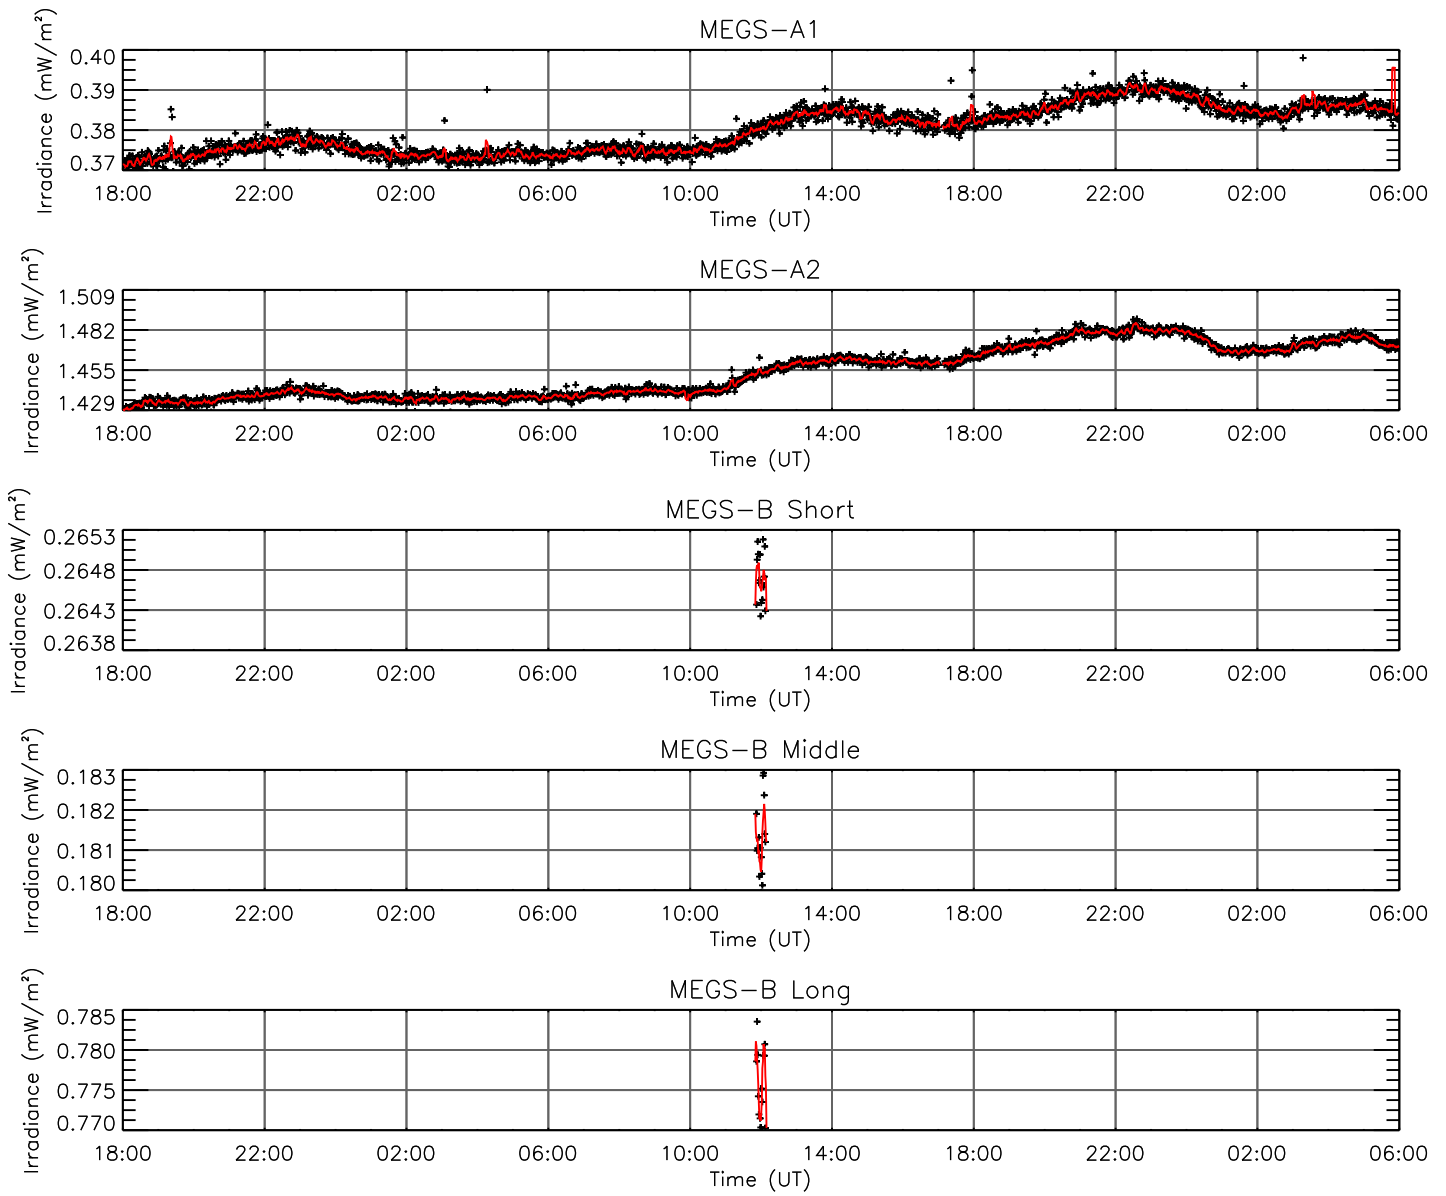 MEGS-A1
Irradiance (mW/m²)
0.40
0.39
0.38
0.37
18:00 22:00 02:00 06:00 10:00 14:00 18:00 22:00 02:00 06:00
Time (UT)
MEGS-A2
Irradiance (mW/m²)
1.509
1.482
1.455
1.429
18:00 22:00 02:00 06:00 10:00 14:00 18:00 22:00 02:00 06:00
Time (UT)
MEGS-B Short
Irradiance (mW/m²)
0.2653
0.2648
0.2643
0.2638
18:00 22:00 02:00 06:00 10:00 14:00 18:00 22:00 02:00 06:00
Time (UT)
MEGS-B Middle
Irradiance (mW/m²)
0.183
0.182
0.181
0.180
18:00 22:00 02:00 06:00 10:00 14:00 18:00 22:00 02:00 06:00
Time (UT)
MEGS-B Long
Irradiance (mW/m²)
0.785
0.780
0.775
0.770
18:00 22:00 02:00 06:00 10:00 14:00 18:00 22:00 02:00 06:00
Time (UT)